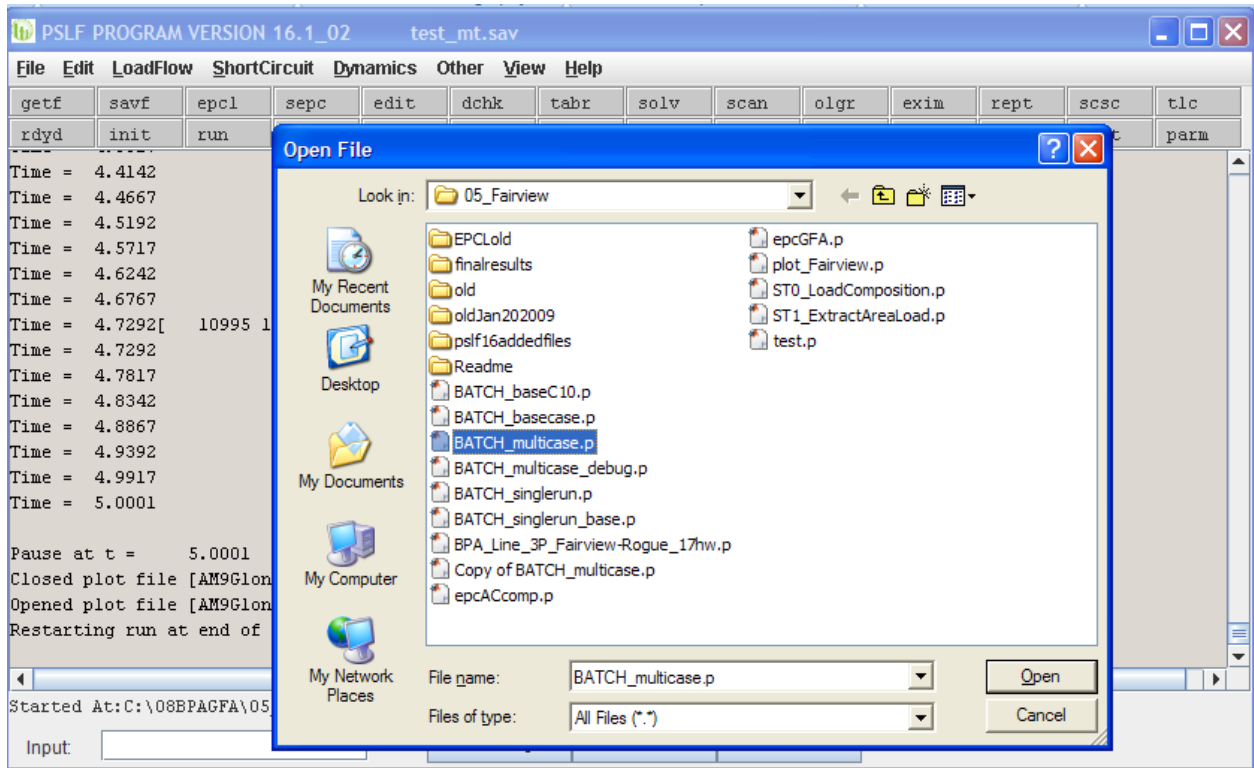 PSLF PROGRAM VERSION 16.1_02 test_mt.sav
File Edit LoadFlow ShortCircuit Dynamics Other View Help
getf savf epcl sepc edit dchk tabr solv scan olgr exim rept scsc tlc
rdyd init run parm
Open File
Look in: 05_Fairview
Time = 4.4142
Time = 4.4667
Time = 4.5192
Time = 4.5717
Time = 4.6242
Time = 4.6767
Time = 4.7292[ 10995 1
Time = 4.7292
Time = 4.7817
Time = 4.8342
Time = 4.8867
Time = 4.9392
Time = 4.9917
Time = 5.0001
Pause at t = 5.0001
Closed plot file [AM9Glon
Opened plot file [AM9Glon
Restarting run at end of
My Recent
Documents
Desktop
My Documents
My Computer
My Network
Places
EPCLold
finalresults
old
oldJan202009
pslf16addedfiles
Readme
BATCH_baseC10.p
BATCH_basecase.p
BATCH_multicase.p
BATCH_multicase_debug.p
BATCH_singlerun.p
BATCH_singlerun_base.p
BPA_Line_3P_Fairview-Rogue_17hw.p
Copy of BATCH_multicase.p
epcACcomp.p
epcGFA.p
plot_Fairview.p
ST0_LoadComposition.p
ST1_ExtractAreaLoad.p
test.p
File name: BATCH_multicase.p Open
Files of type: All Files (*.*) Cancel
Started At:C:\08BPAGFA\05_
Input: